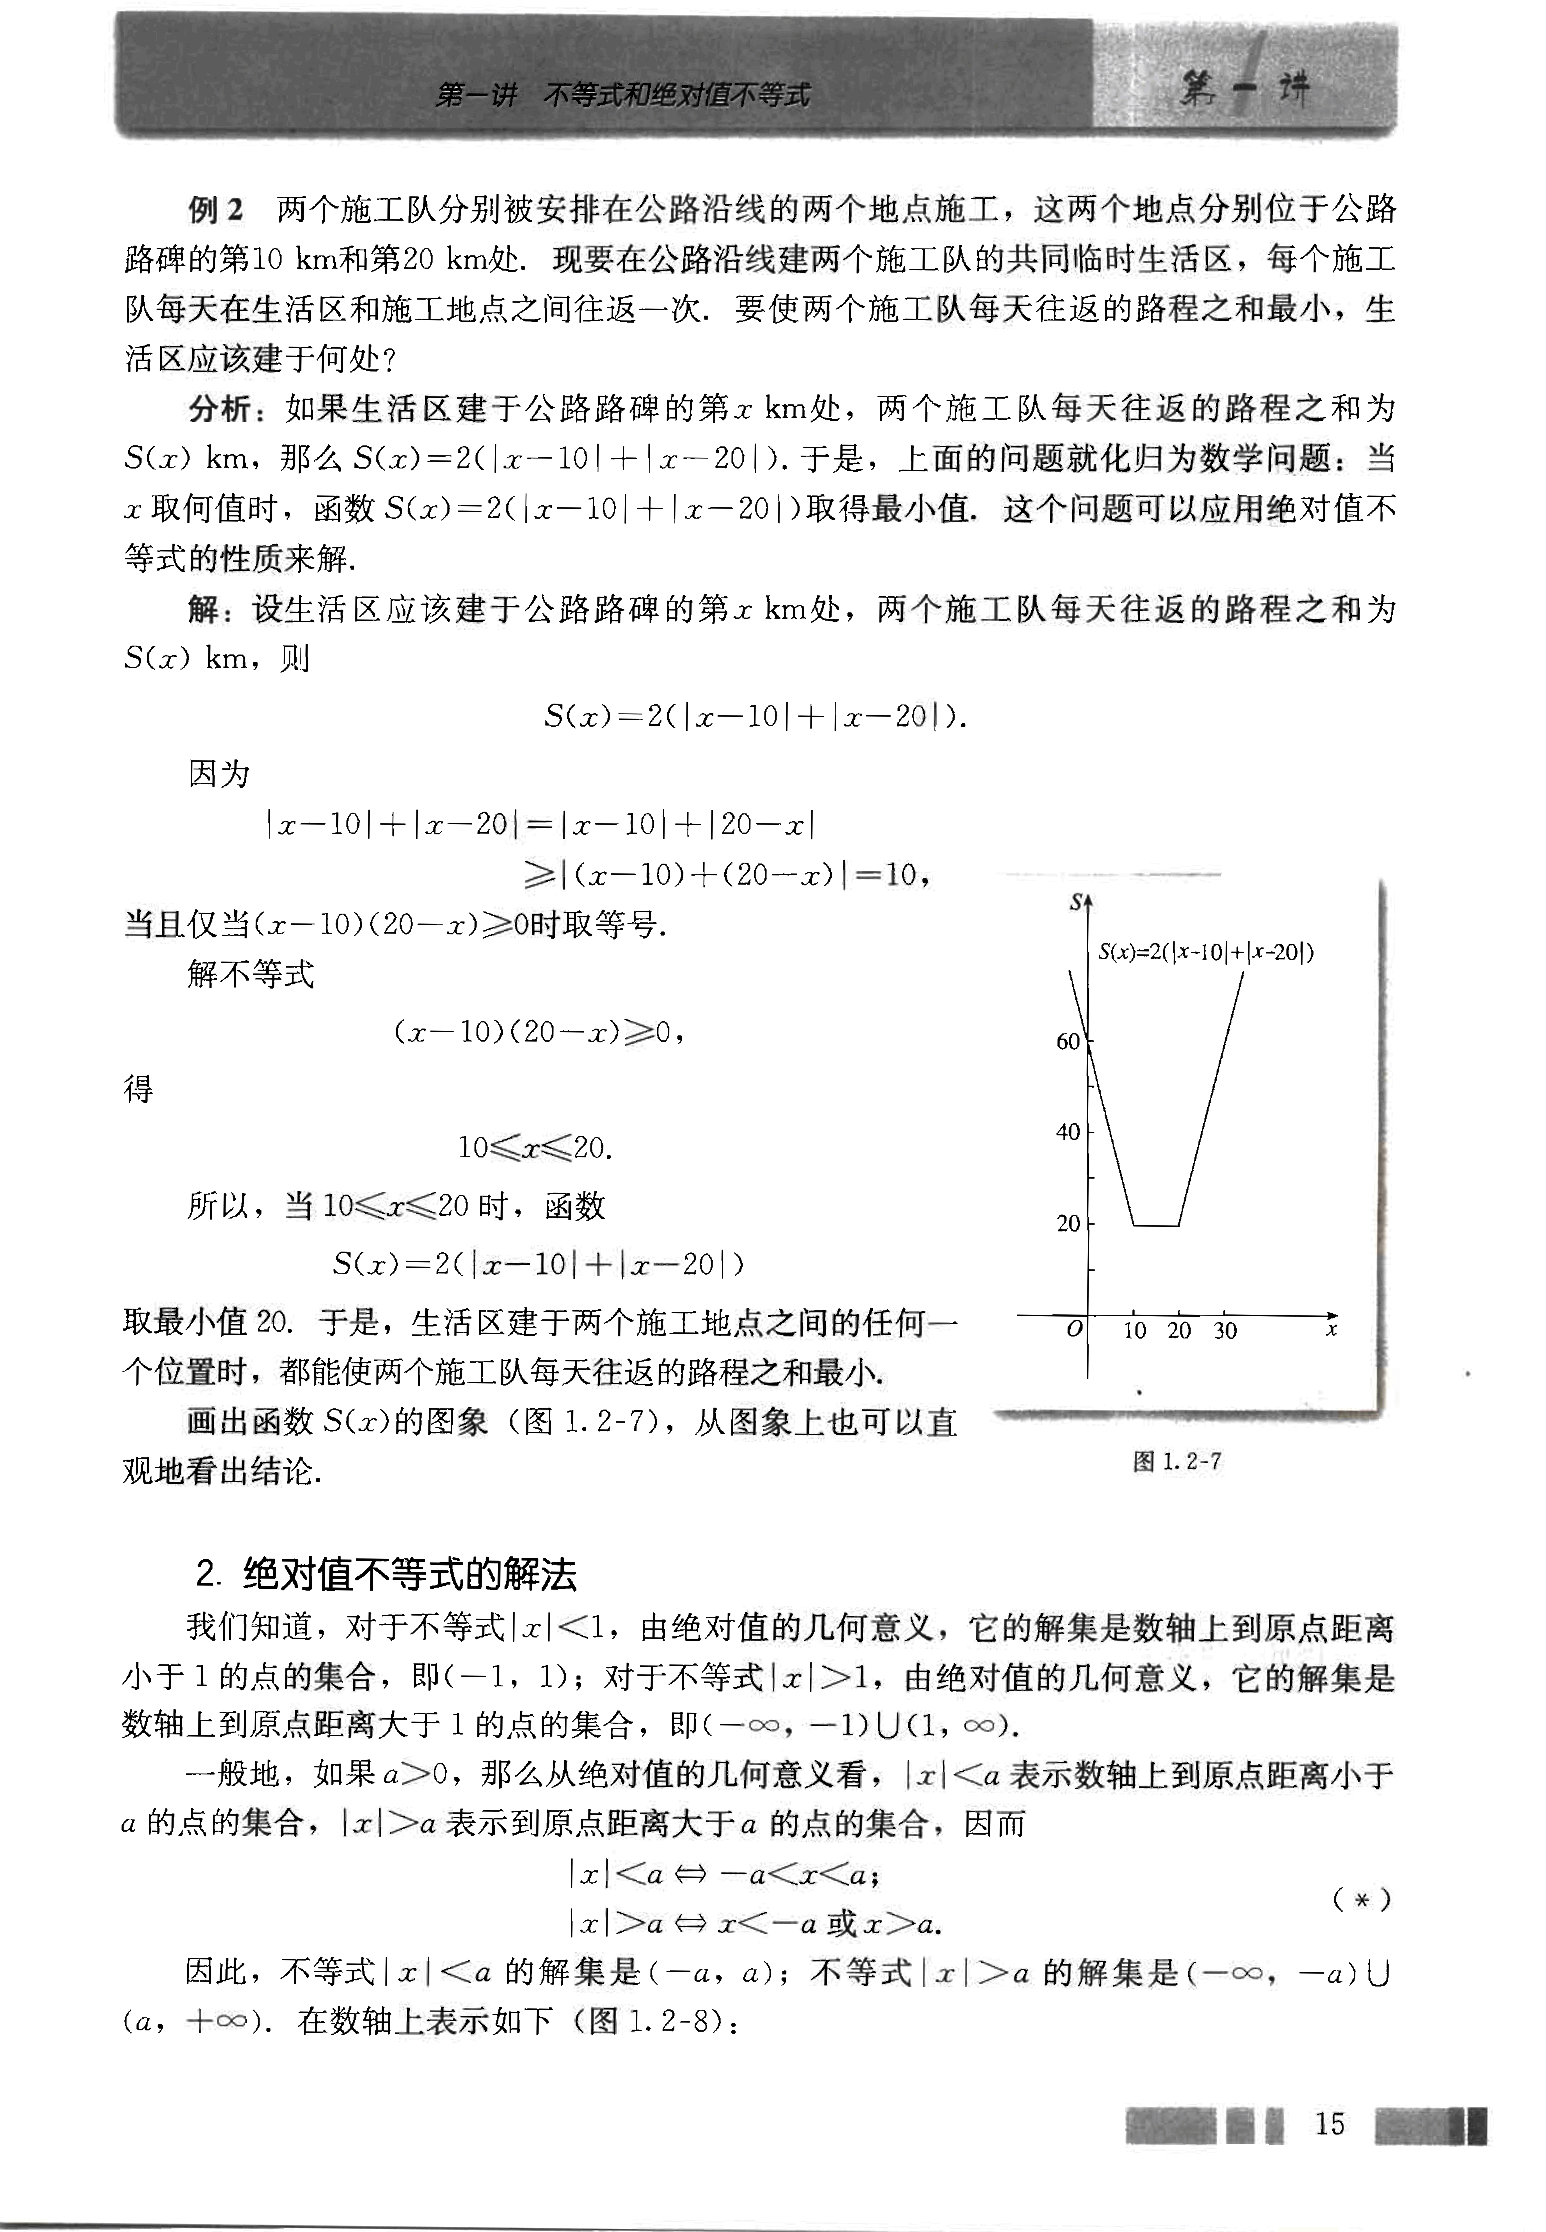 第一讲 不等式和绝对值不等式
第一讲
例2 两个施工队分别被安排在公路沿线的两个地点施工，这两个地点分别位于公路
路碑的第10 km和第20 km处．现要在公路沿线建两个施工队的共同临时生活区，每个施工
队每天在生活区和施工地点之间往返一次．要使两个施工队每天往返的路程之和最小，生
活区应该建于何处?
分析：如果生活区建于公路路碑的第x km处，两个施工队每天往返的路程之和为
S(x) km，那么 S(x)=2(|x－10|＋|x－20|)．于是，上面的问题就化归为数学问题：当
x 取何值时，函数 S(x)=2(|x－10|＋|x－20|)取得最小值．这个问题可以应用绝对值不
等式的性质来解．
解：设生活区应该建于公路路碑的第x km处，两个施工队每天往返的路程之和为
S(x) km，则
S(x)=2(|x－10|＋|x－20|)．
因为
|x－10|＋|x－20|=|x－10|＋|20－x|
⩾|(x－10)＋(20－x)|=10，
当且仅当(x－10)(20－x)⩾0时取等号．
解不等式
(x－10)(20－x)⩾0，
得
10⩽x⩽20．
所以，当 10⩽x⩽20 时，函数
S(x)=2(|x－10|＋|x－20|)
取最小值 20．于是，生活区建于两个施工地点之间的任何一
个位置时，都能使两个施工队每天往返的路程之和最小．
画出函数 S(x)的图象（图 1.2-7），从图象上也可以直
观地看出结论．
S
S(x)=2(|x-10|+|x-20|)
60
40
20
O 10 20 30 x
图 1.2-7
2. 绝对值不等式的解法
我们知道，对于不等式|x|<1，由绝对值的几何意义，它的解集是数轴上到原点距离
小于 1 的点的集合，即(－1，1)；对于不等式|x|>1，由绝对值的几何意义，它的解集是
数轴上到原点距离大于 1 的点的集合，即(－∞，－1)∪(1，∞)．
一般地，如果 a>0，那么从绝对值的几何意义看，|x|<a 表示数轴上到原点距离小于
a 的点的集合，|x|>a 表示到原点距离大于 a 的点的集合，因而
|x|<a ⇔ －a<x<a；
（*）
|x|>a ⇔ x<－a 或 x>a．
因此，不等式|x|<a 的解集是(－a，a)；不等式|x|>a 的解集是(－∞，－a)∪
(a，＋∞)．在数轴上表示如下（图 1.2-8）：
15